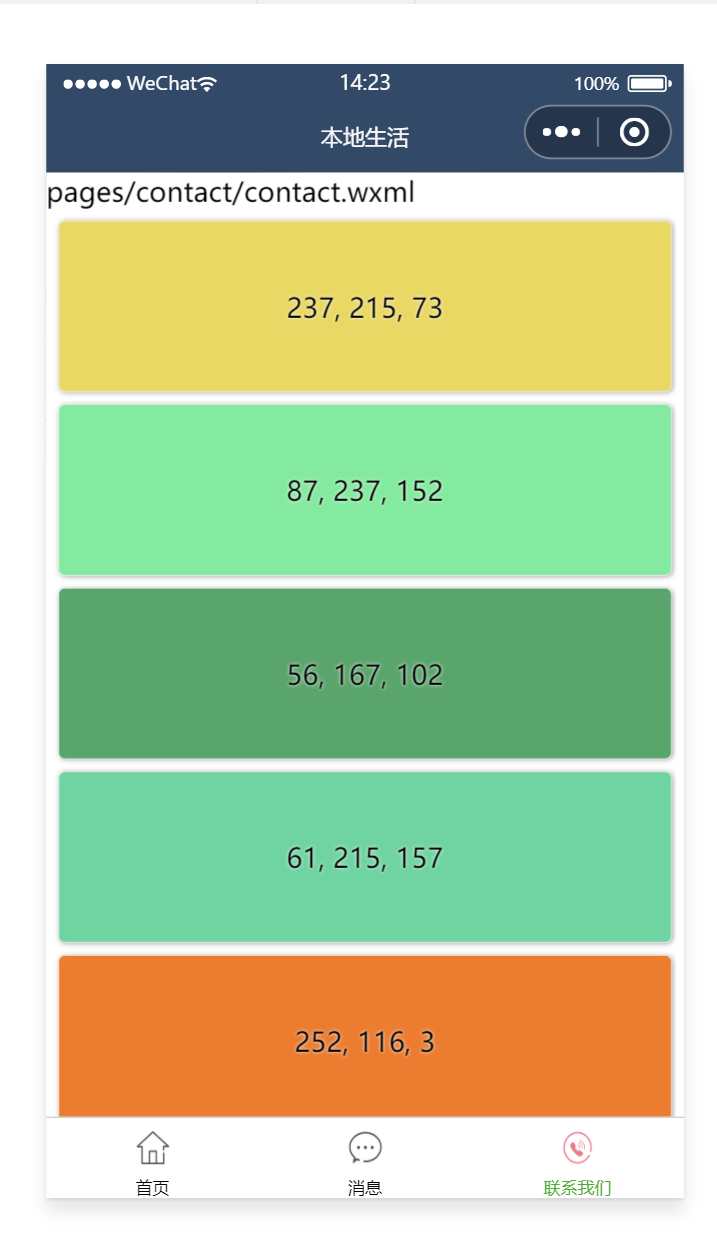 WeChat 14:23 100%
本地生活
pages/contact/contact.wxml
237, 215, 73
87, 237, 152
56, 167, 102
61, 215, 157
252, 116, 3
首页 消息 联系我们